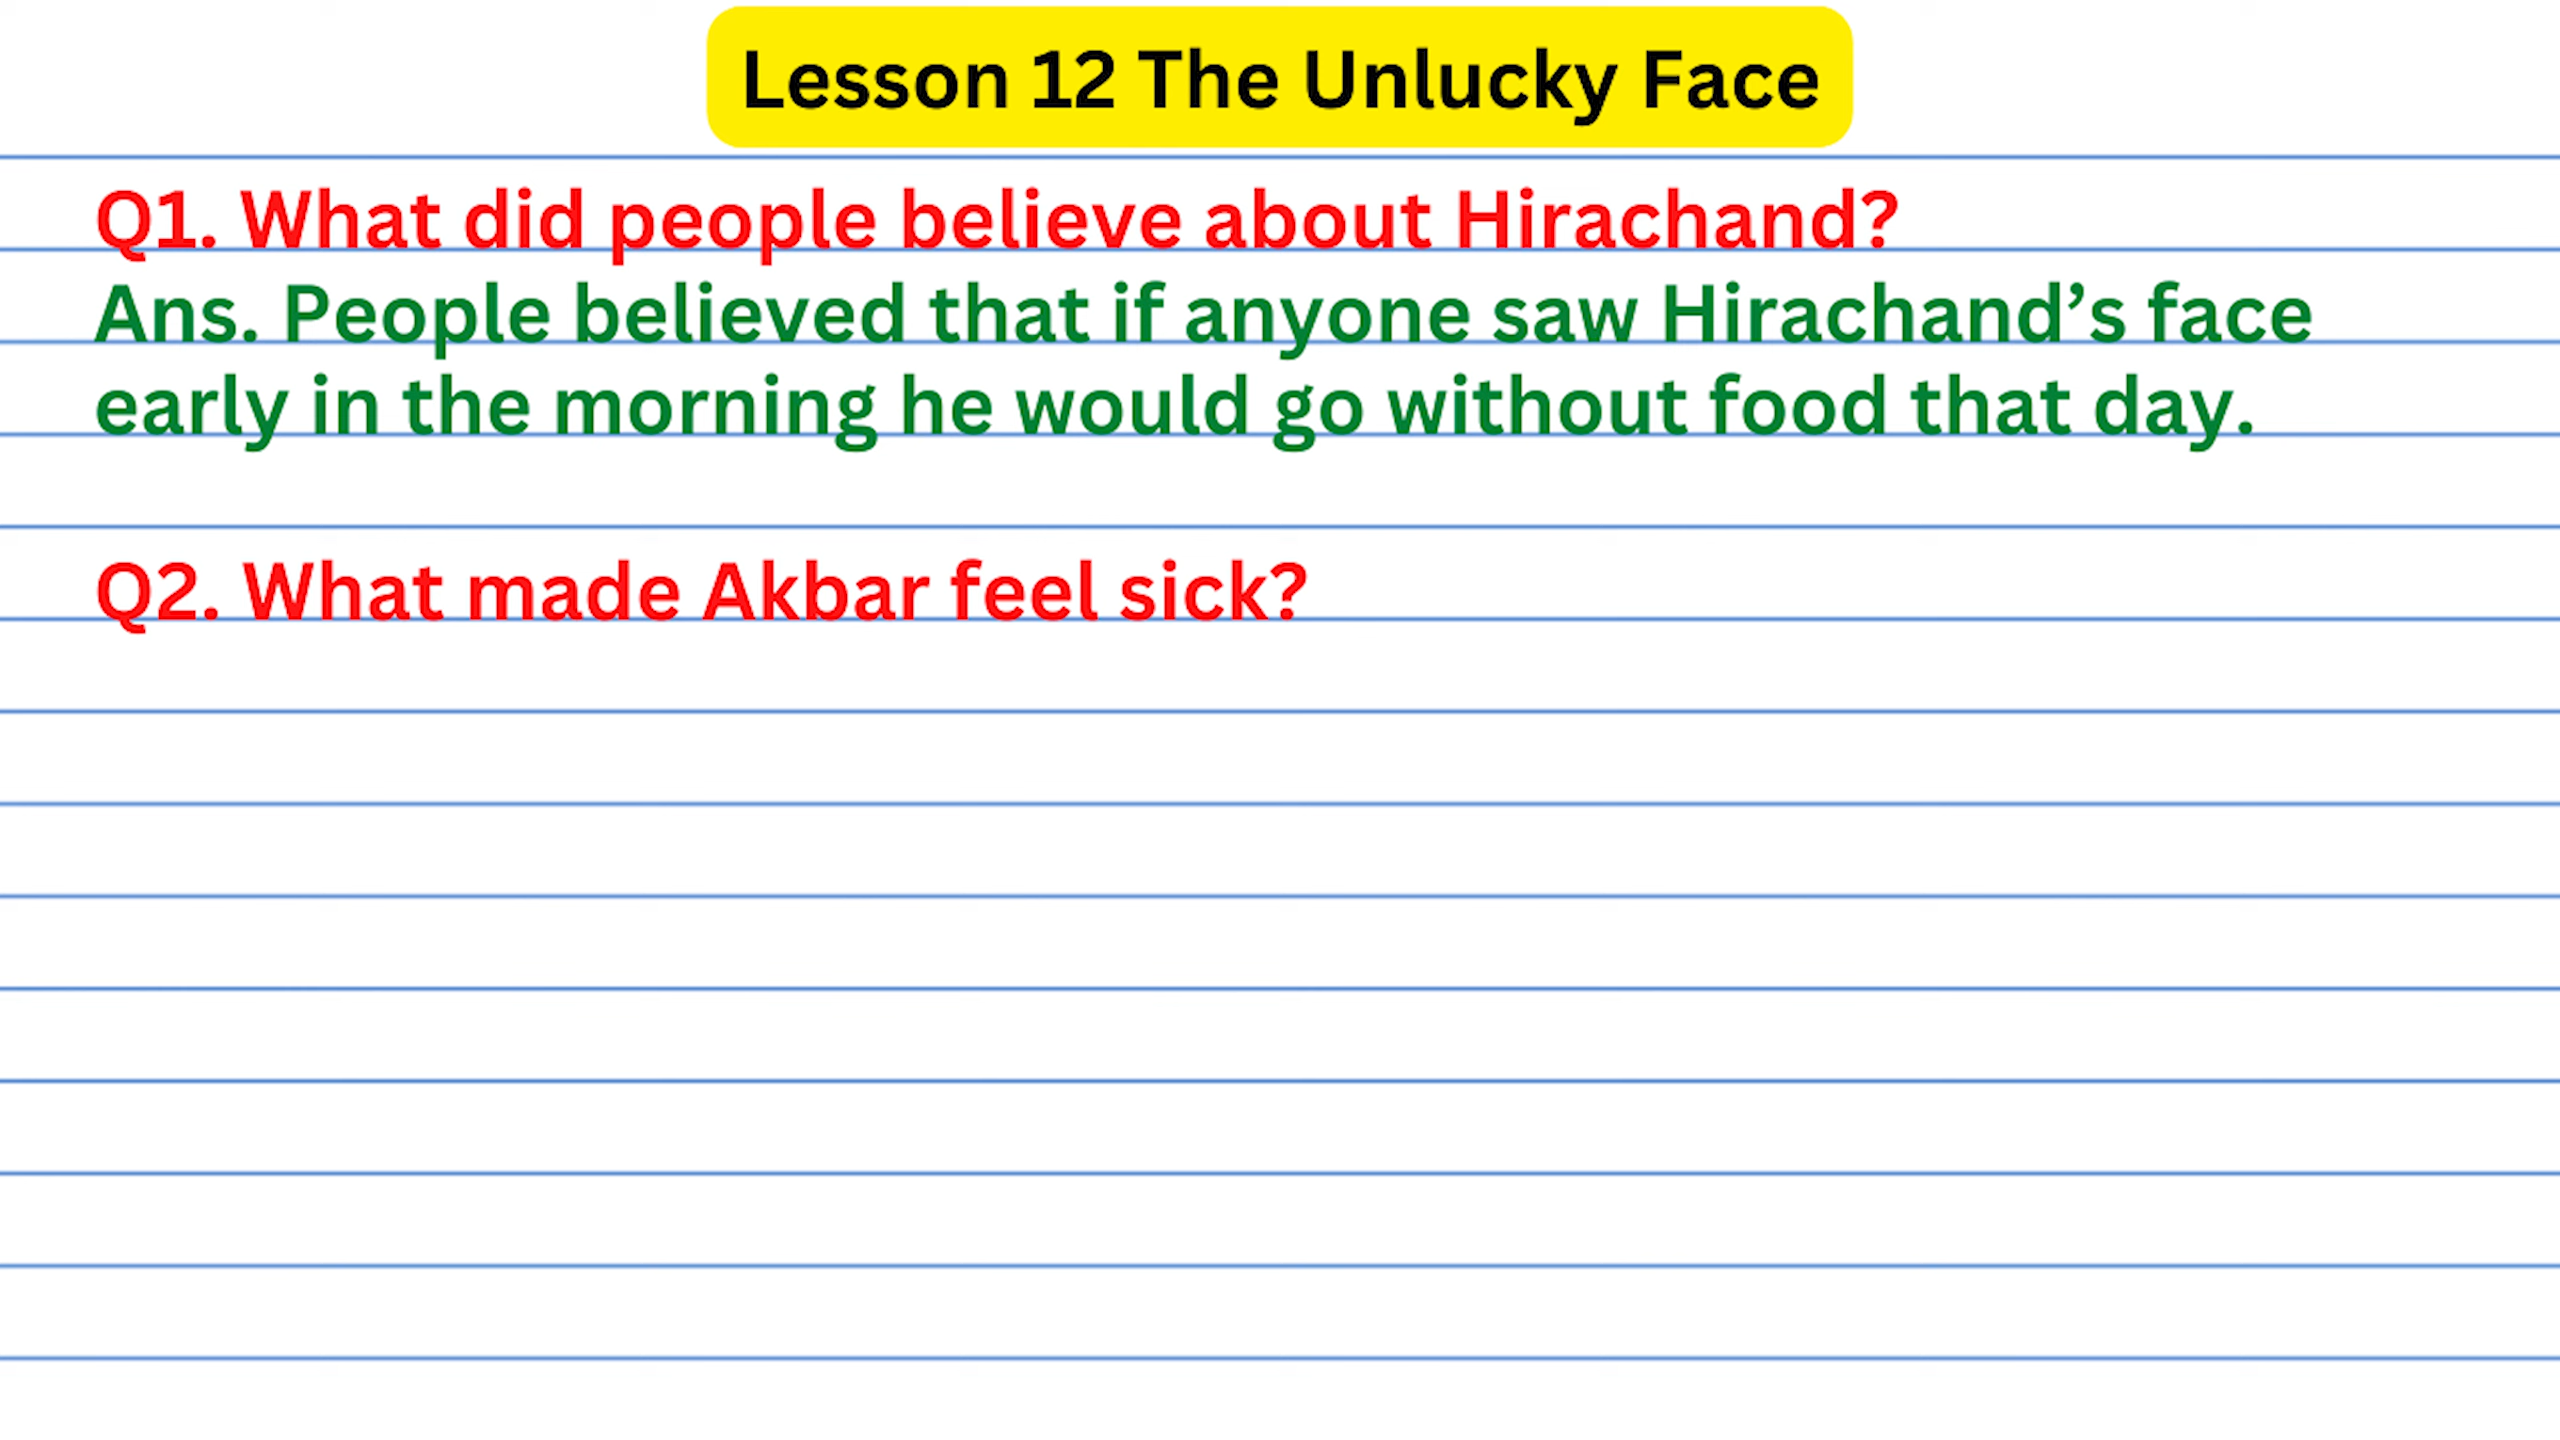 Lesson 12 The Unlucky Face
Q1. What did people believe about Hirachand?
Ans. People believed that if anyone saw Hirachand’s face
early in the morning he would go without food that day.
Q2. What made Akbar feel sick?